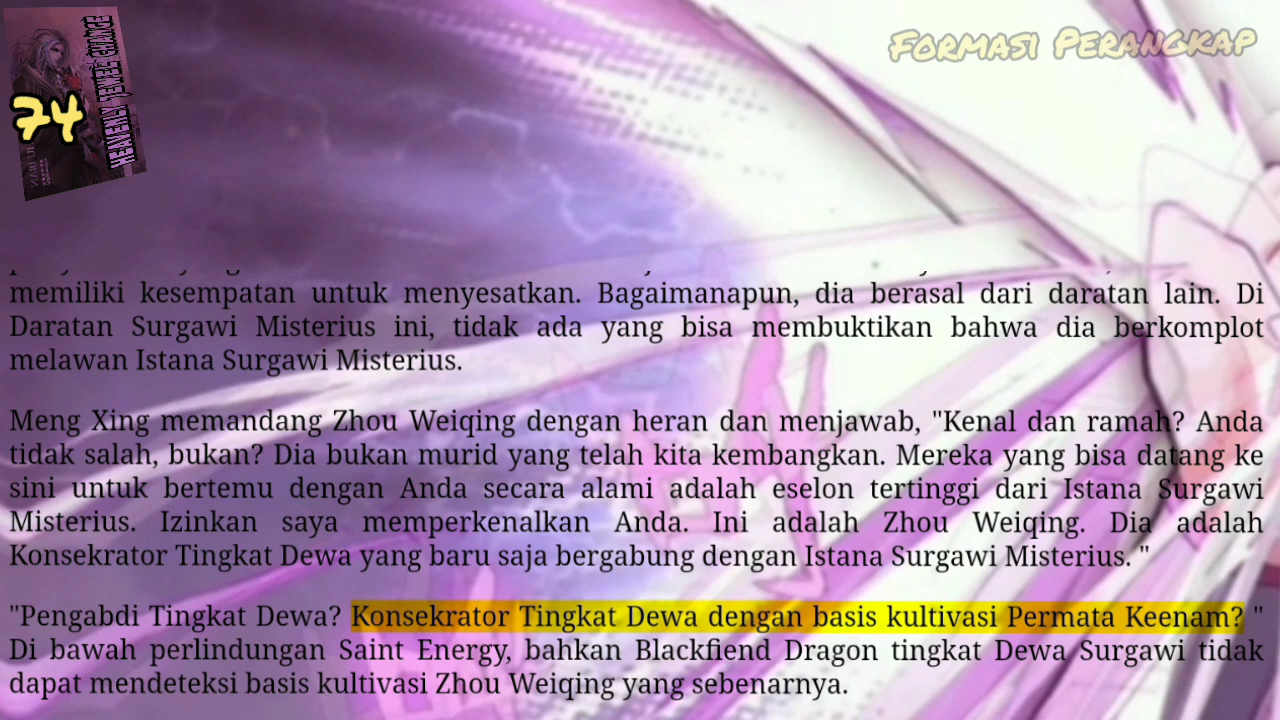 Formasi Perangkap
74
HEAVENLY JEWEL CHANGE
memiliki kesempatan untuk menyesatkan. Bagaimanapun, dia berasal dari daratan lain. Di
Daratan Surgawi Misterius ini, tidak ada yang bisa membuktikan bahwa dia berkomplot
melawan Istana Surgawi Misterius.
Meng Xing memandang Zhou Weiqing dengan heran dan menjawab, "Kenal dan ramah? Anda
tidak salah, bukan? Dia bukan murid yang telah kita kembangkan. Mereka yang bisa datang ke
sini untuk bertemu dengan Anda secara alami adalah eselon tertinggi dari Istana Surgawi
Misterius. Izinkan saya memperkenalkan Anda. Ini adalah Zhou Weiqing. Dia adalah
Konsekrator Tingkat Dewa yang baru saja bergabung dengan Istana Surgawi Misterius. "
"Pengabdi Tingkat Dewa? Konsekrator Tingkat Dewa dengan basis kultivasi Permata Keenam? "
Di bawah perlindungan Saint Energy, bahkan Blackfiend Dragon tingkat Dewa Surgawi tidak
dapat mendeteksi basis kultivasi Zhou Weiqing yang sebenarnya.